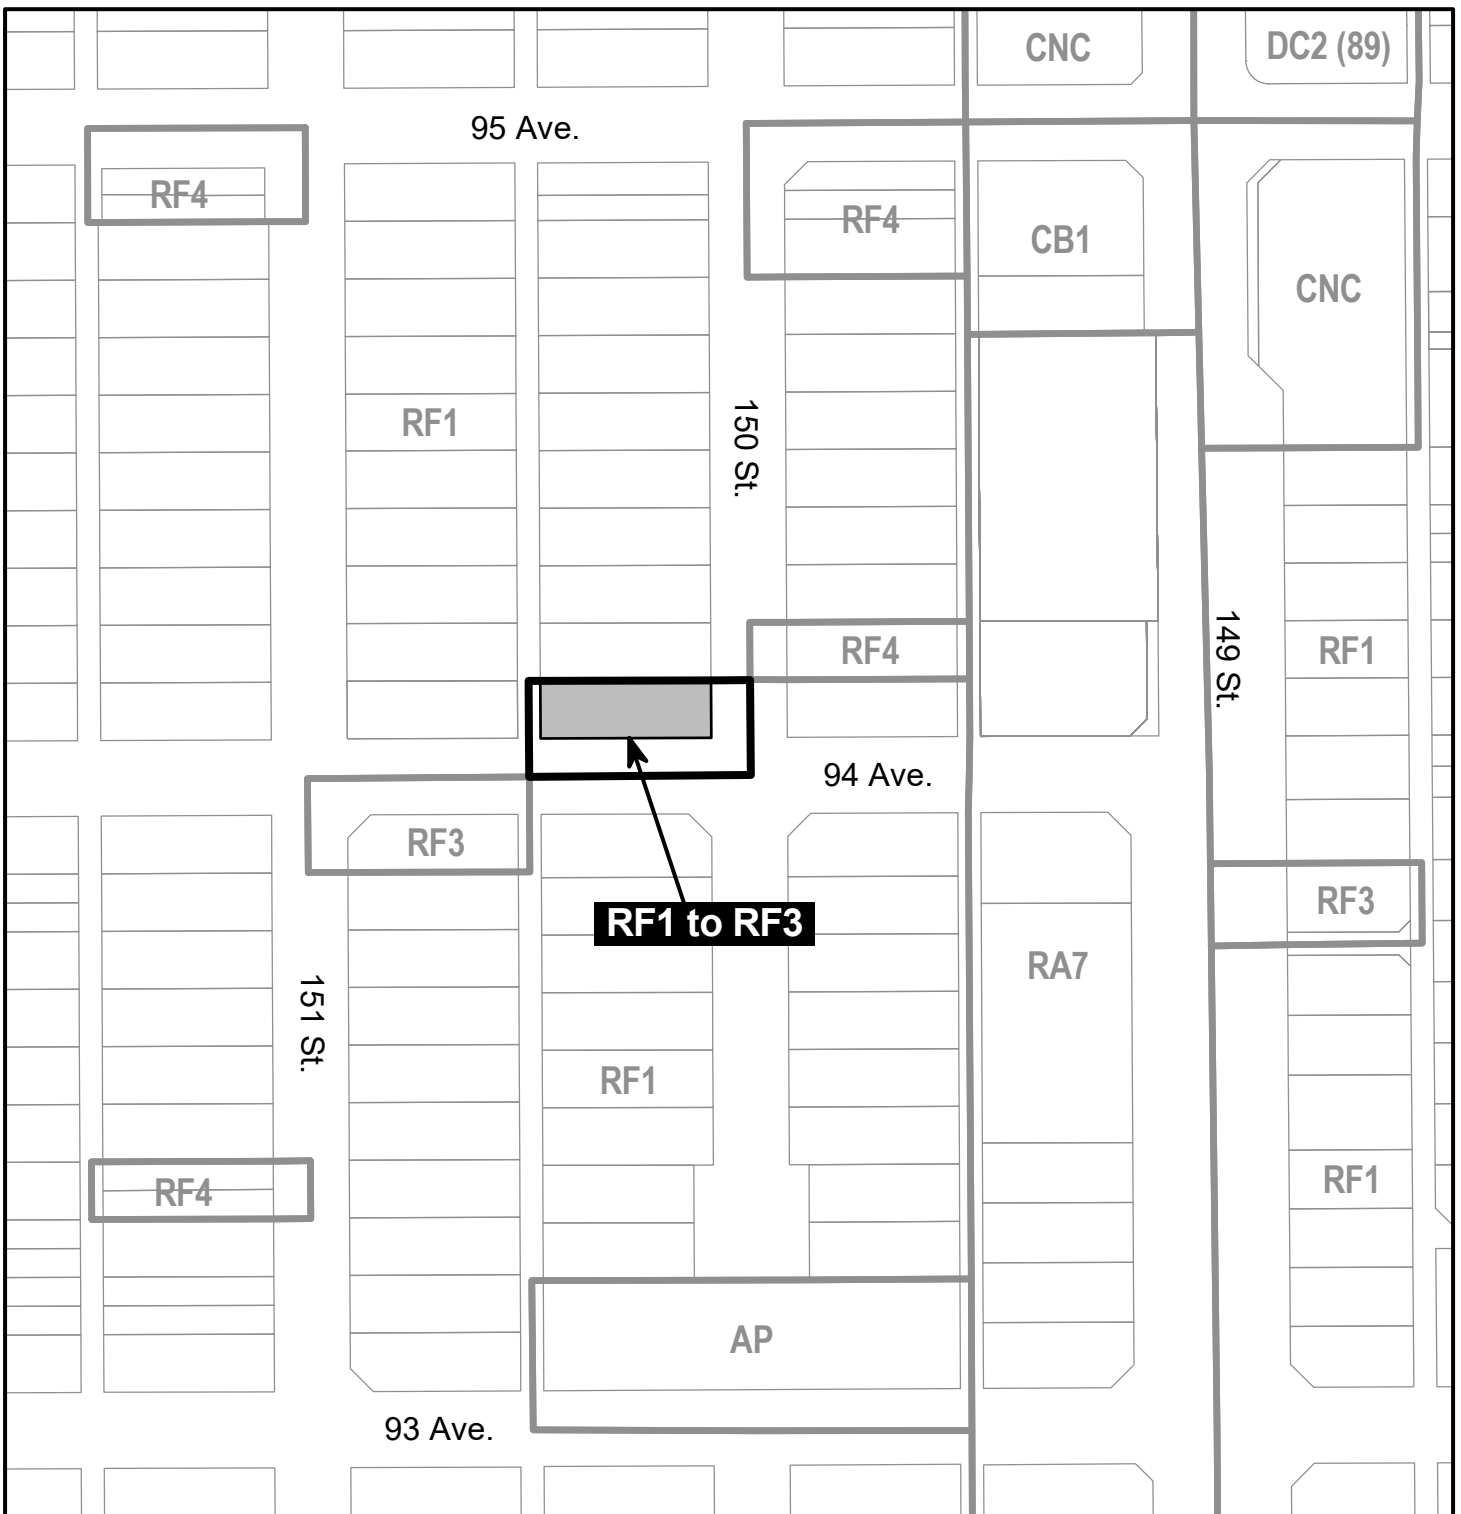 CNC
DC2 (89)
95 Ave.
RF4
RF4
CB1
CNC
RF1
150 St.
149 St.
RF4
RF1
94 Ave.
RF3
RF3
RF1 to RF3
RA7
151 St.
RF1
RF4
RF1
AP
93 Ave.